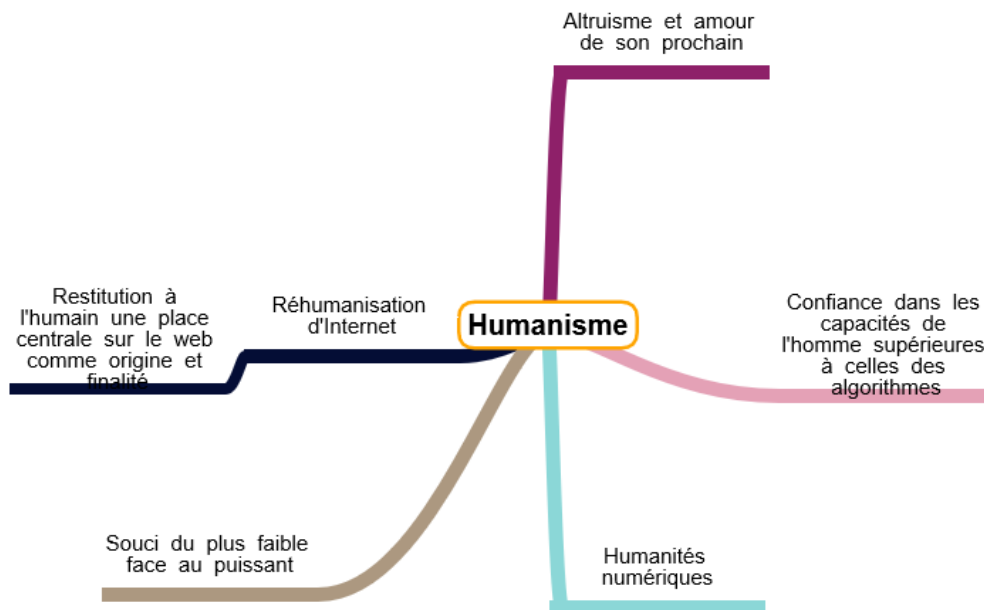 Altruisme et amour
de son prochain
Restitution à
l'humain une place
centrale sur le web
comme origine et
finalité
Réhumanisation
d'Internet
Humanisme
Confiance dans les
capacités de
l'homme supérieures
à celles des
algorithmes
Souci du plus faible
face au puissant
Humanités
numériques